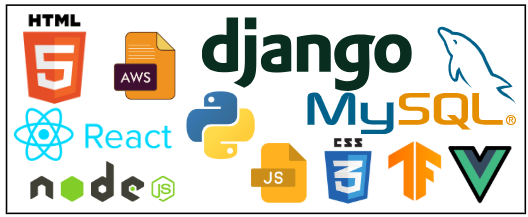 HTML
5
AWS
django
MySQL®
React
node
JS
JS
CSS
3